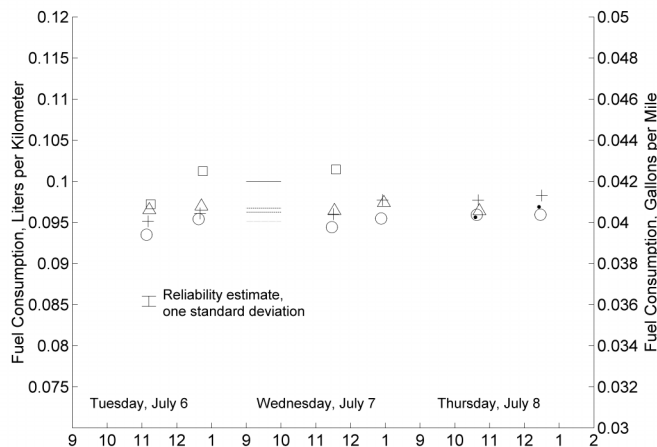 0.12
0.115
0.11
0.105
0.1
0.095
0.09
0.085
0.08
0.075
Fuel Consumption, Liters per Kilometer
0.05
0.048
0.046
0.044
0.042
0.04
0.038
0.036
0.034
0.032
0.03
Fuel Consumption, Gallons per Mile
Reliability estimate,
one standard deviation
Tuesday, July 6
Wednesday, July 7
Thursday, July 8
9 10 11 12 1 9 10 11 12 1 9 10 11 12 1 2